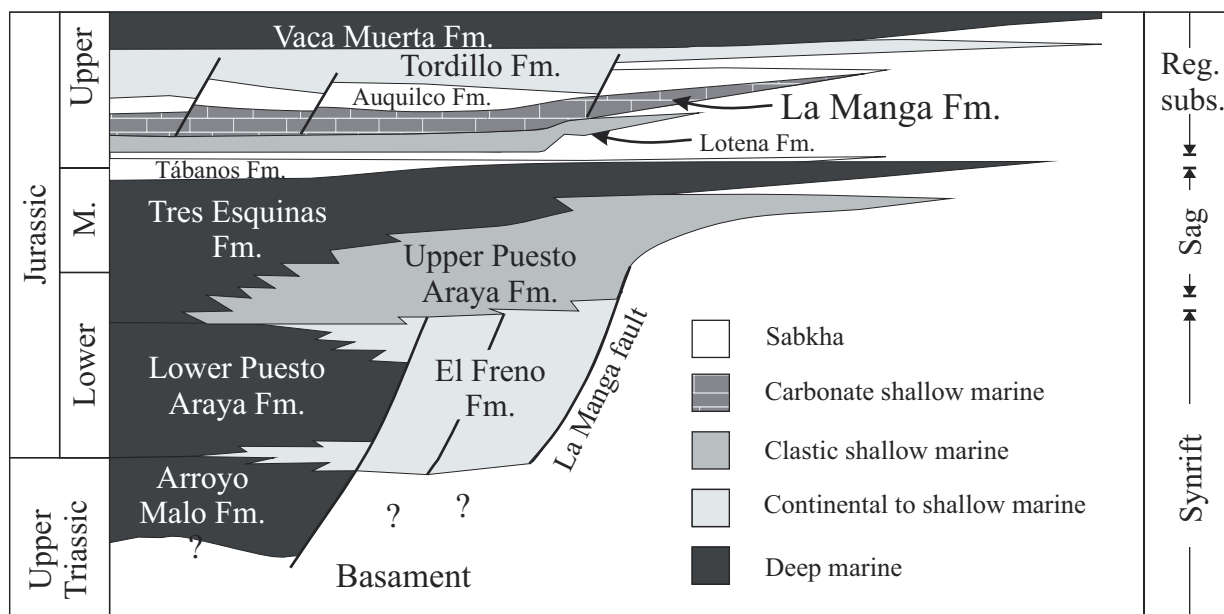 Vaca Muerta Fm.
Tordillo Fm.
Auquilco Fm.
La Manga Fm.
Lotena Fm.
Tábanos Fm.
Tres Esquinas
Fm.
Upper Puesto
Araya Fm.
Lower Puesto
Araya Fm.
El Freno
Fm.
La Manga fault
Arroyo
Malo Fm.
?
?
?
Basament
Jurassic
Upper
M.
Lower
Upper
Triassic
Sabkha
Carbonate shallow marine
Clastic shallow marine
Continental to shallow marine
Deep marine
Reg.
subs.
Sag
Synrift